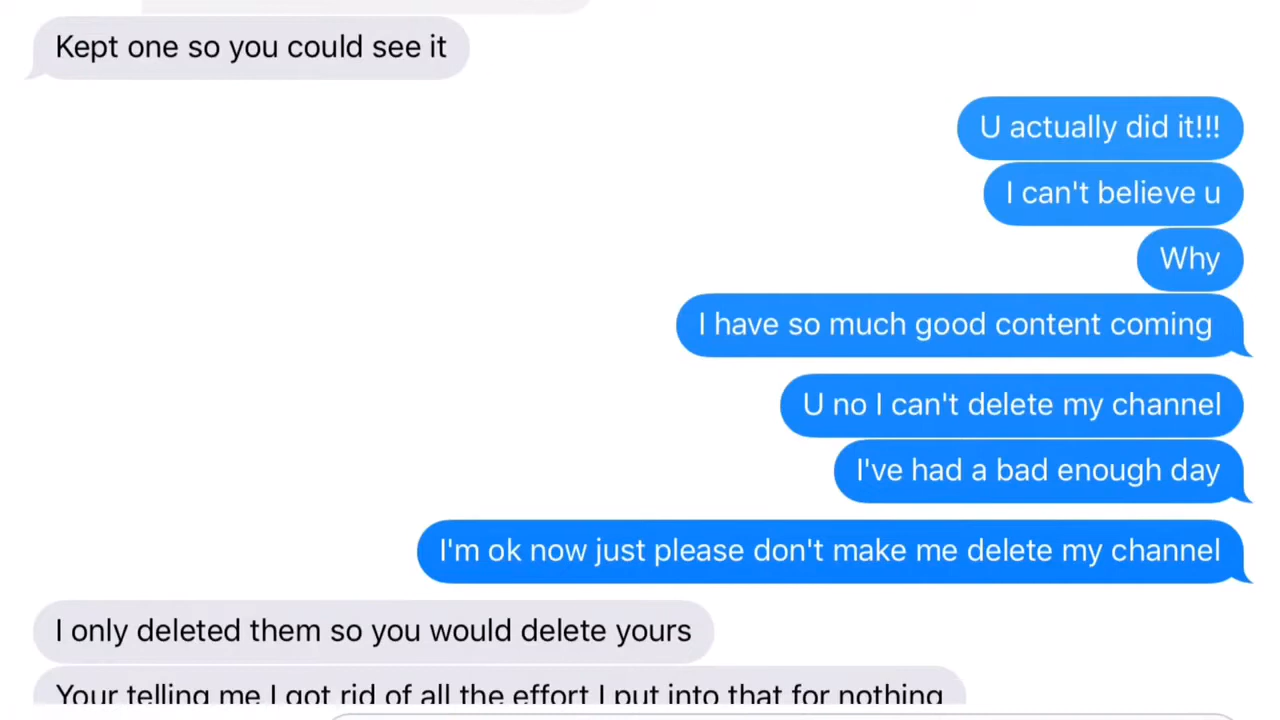 Kept one so you could see it
U actually did it!!!
I can't believe u
Why
I have so much good content coming
U no I can't delete my channel
I've had a bad enough day
I'm ok now just please don't make me delete my channel
I only deleted them so you would delete yours
Your telling me I got rid of all the effort I put into that for nothing